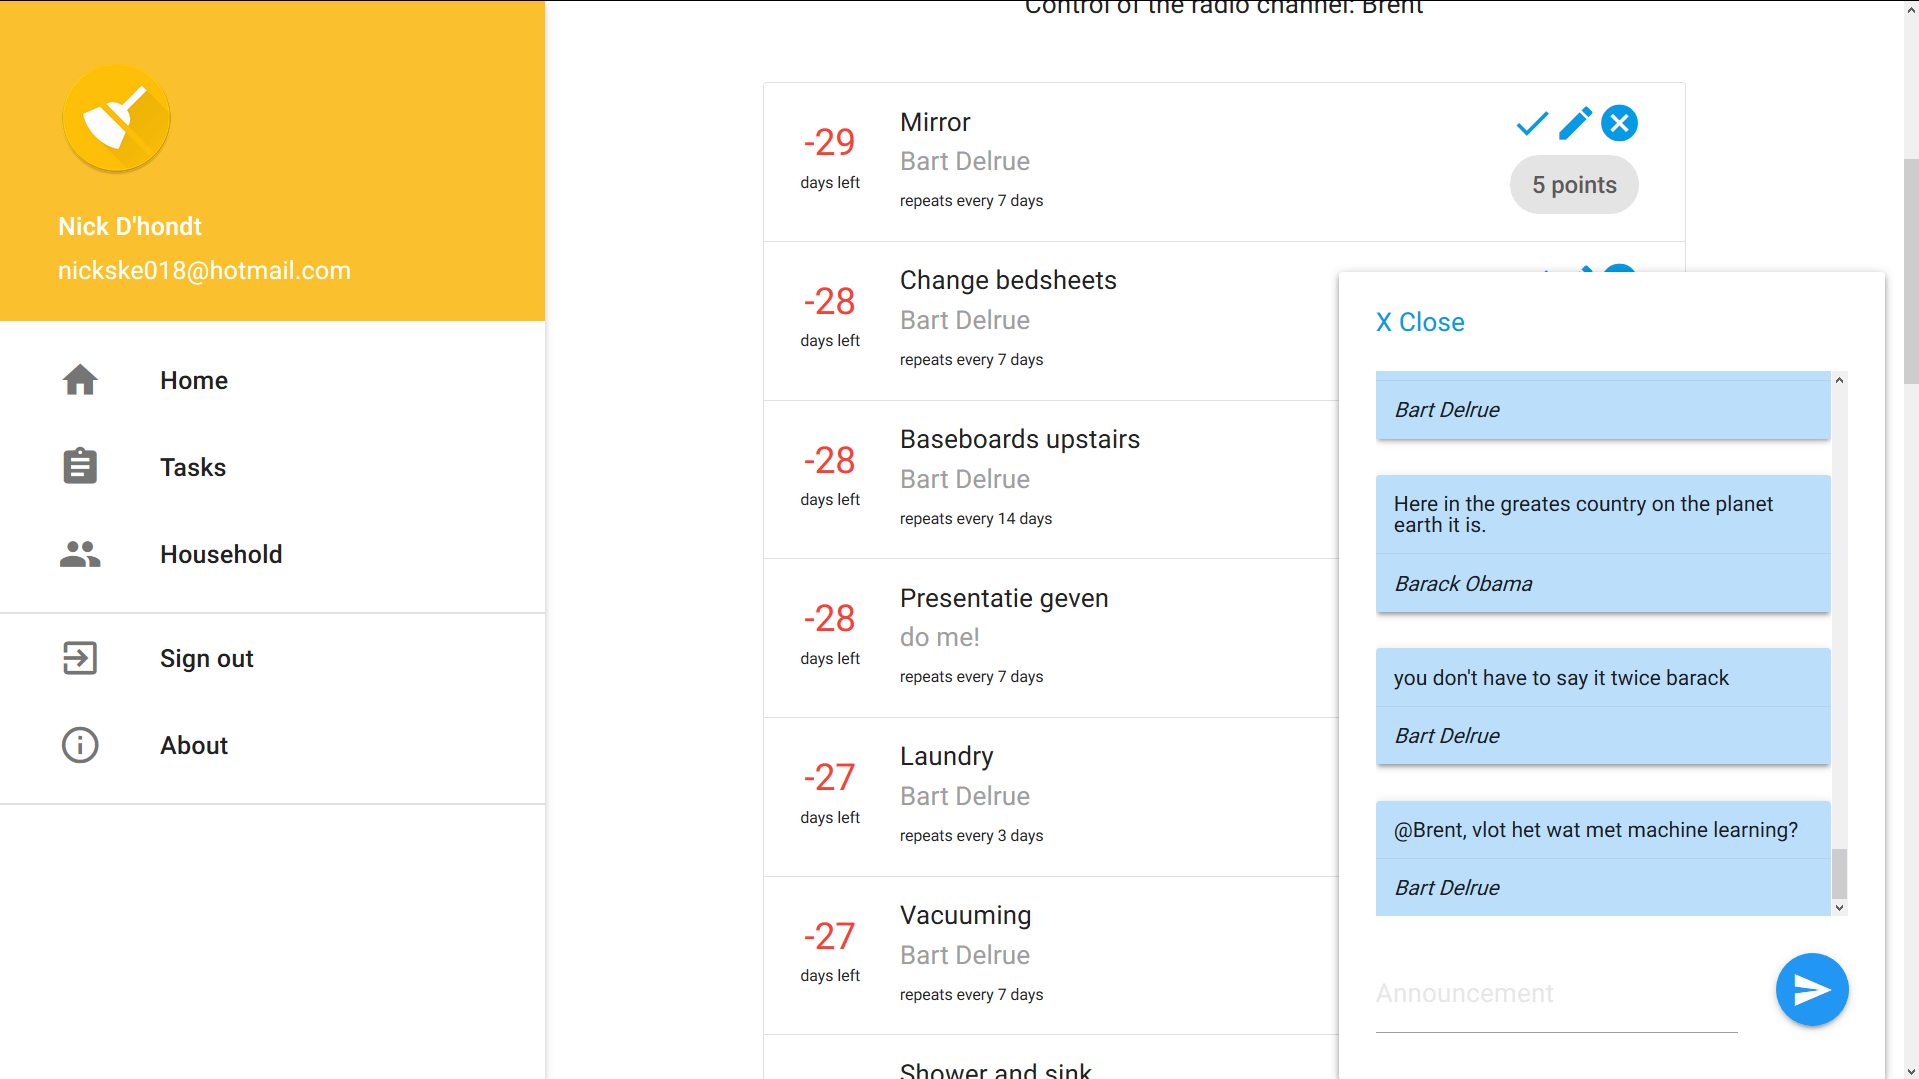 Control of the radio channel: Brent
Nick D'hondt
nickske018@hotmail.com
Home
Tasks
Household
Sign out
About
-29
days left
Mirror
Bart Delrue
repeats every 7 days
5 points
-28
days left
Change bedsheets
Bart Delrue
repeats every 7 days
-28
days left
Baseboards upstairs
Bart Delrue
repeats every 14 days
-28
days left
Presentatie geven
do me!
repeats every 7 days
-27
days left
Laundry
Bart Delrue
repeats every 3 days
-27
days left
Vacuuming
Bart Delrue
repeats every 7 days
Shower and sink
X Close
Bart Delrue
Here in the greates country on the planet
earth it is.
Barack Obama
you don't have to say it twice barack
Bart Delrue
@Brent, vlot het wat met machine learning?
Bart Delrue
Announcement